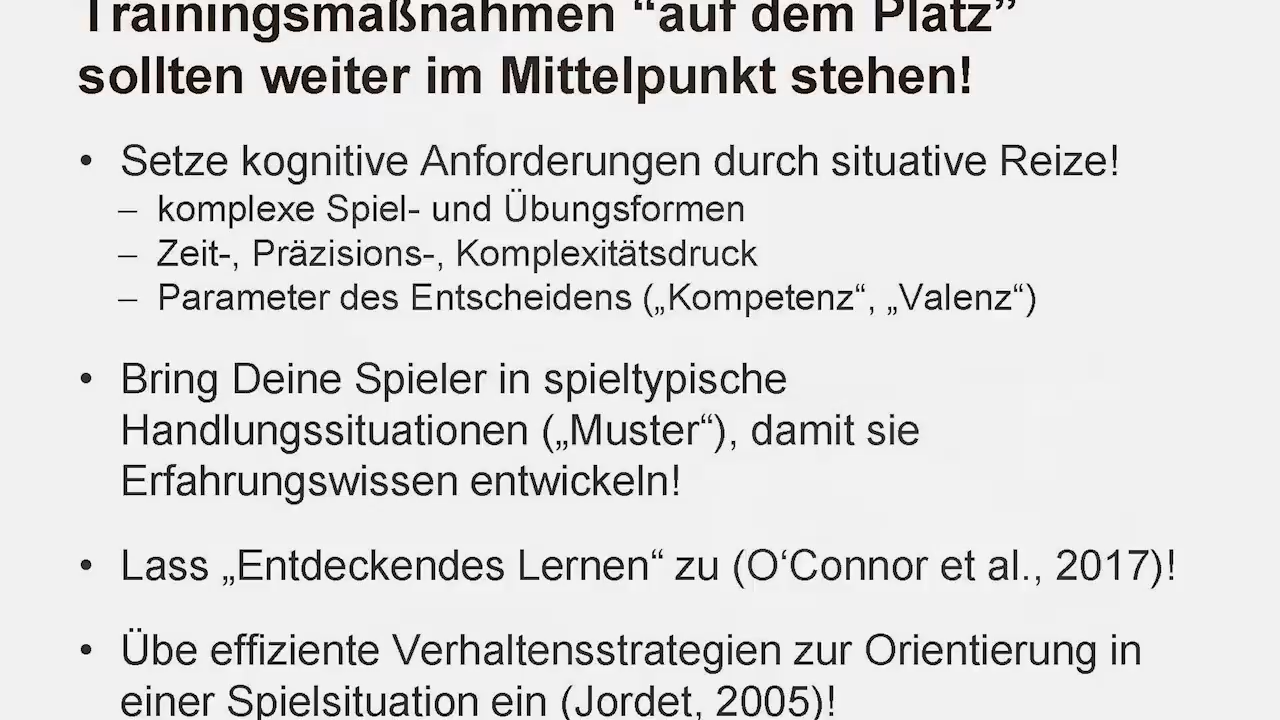 Trainingsmaßnahmen “auf dem Platz”
sollten weiter im Mittelpunkt stehen!
• Setze kognitive Anforderungen durch situative Reize!
– komplexe Spiel- und Übungsformen
– Zeit-, Präzisions-, Komplexitätsdruck
– Parameter des Entscheidens („Kompetenz“, „Valenz“)
• Bring Deine Spieler in spieltypische
Handlungssituationen („Muster“), damit sie
Erfahrungswissen entwickeln!
• Lass „Entdeckendes Lernen“ zu (O‘Connor et al., 2017)!
• Übe effiziente Verhaltensstrategien zur Orientierung in
einer Spielsituation ein (Jordet, 2005)!